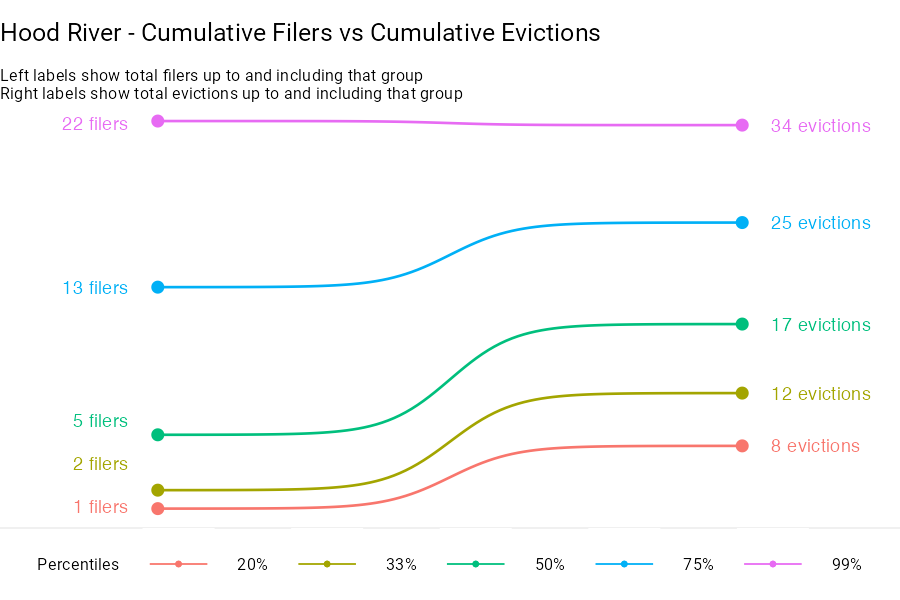 Hood River - Cumulative Filers vs Cumulative Evictions
Left labels show total filers up to and including that group
Right labels show total evictions up to and including that group
22 filers
34 evictions
25 evictions
13 filers
17 evictions
12 evictions
5 filers
8 evictions
2 filers
1 filers
Percentiles 20% 33% 50% 75% 99%